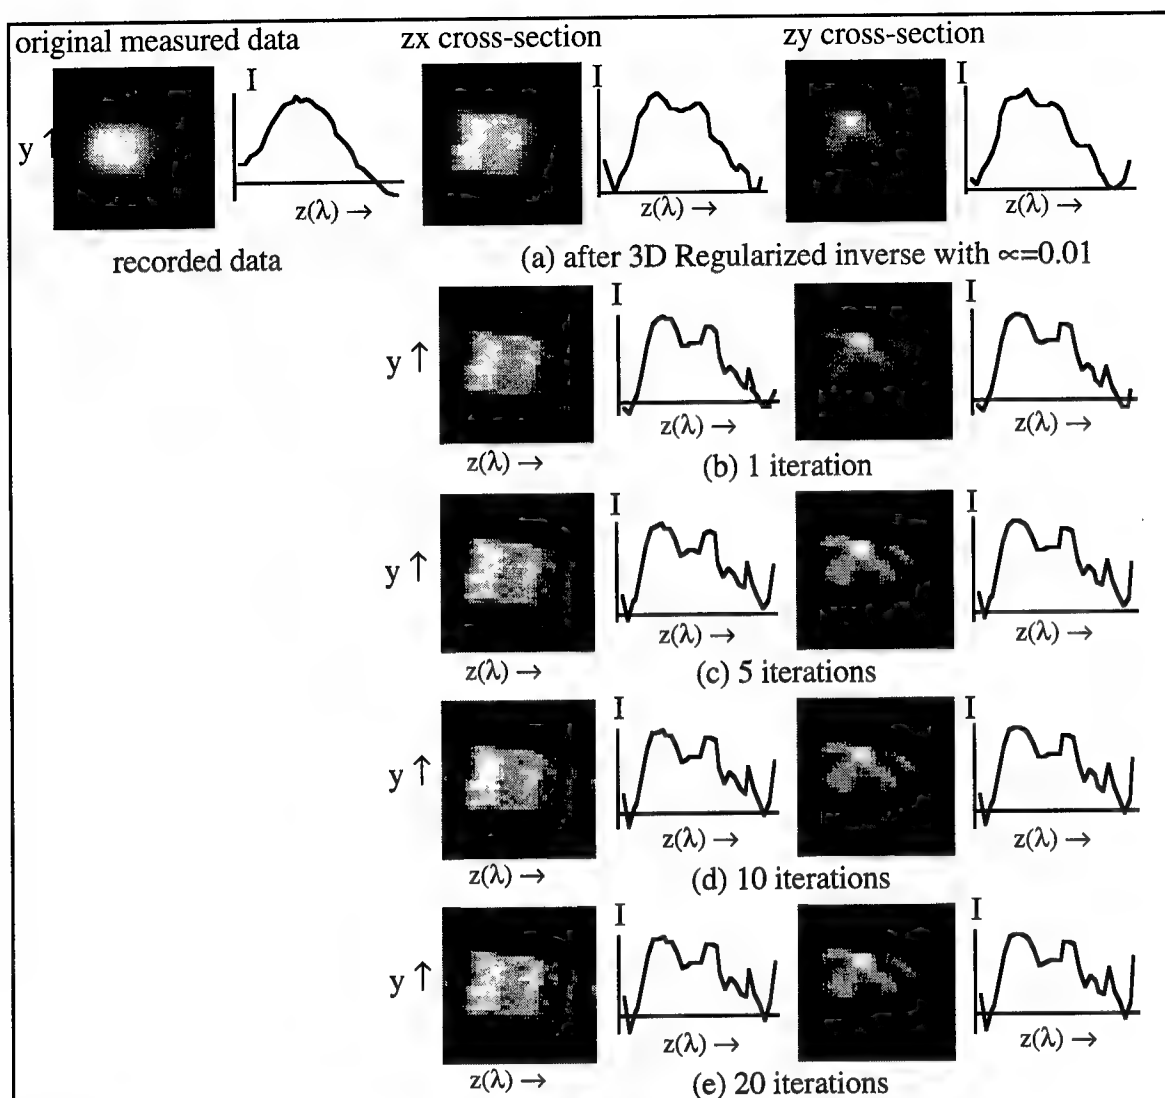 original measured data
zx cross-section
zy cross-section
I
y ↑
z(λ) →
z(λ) →
z(λ) →
recorded data
(a) after 3D Regularized inverse with ∝=0.01
I
I
y ↑
z(λ) →
z(λ) →
z(λ) →
(b) 1 iteration
I
I
y ↑
z(λ) →
z(λ) →
z(λ) →
(c) 5 iterations
I
I
y ↑
z(λ) →
z(λ) →
z(λ) →
(d) 10 iterations
I
I
y ↑
z(λ) →
z(λ) →
z(λ) →
(e) 20 iterations